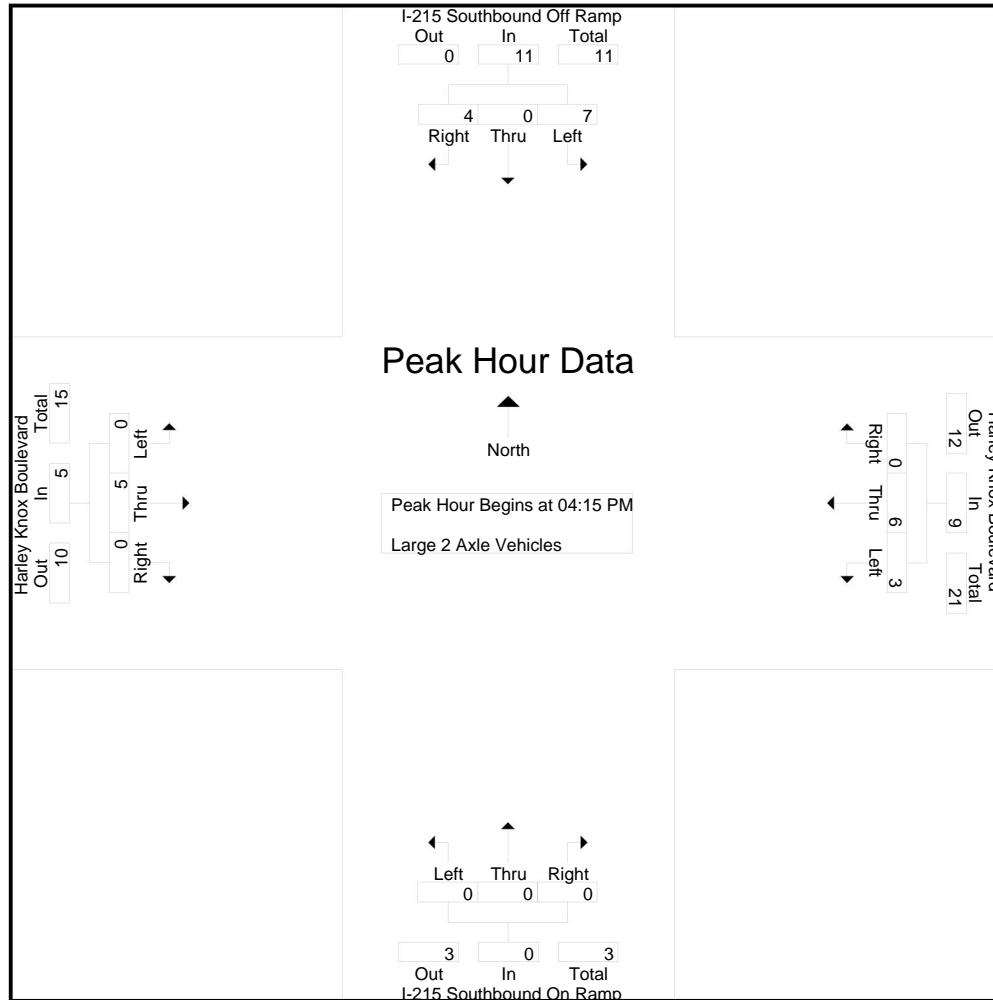 I-215 Southbound Off Ramp
Out In Total
0 11 11
4 0 7
Right Thru Left
Peak Hour Data
North
Peak Hour Begins at 04:15 PM
Large 2 Axle Vehicles
Harley Knox Boulevard
Out In Total
10 5 15
0 5 0
Right Thru Left
Harley Knox Boulevard
Out In Total
12 9 21
0 6 3
Right Thru Left
Left Thru Right
0 0 0
3 0 3
Out In Total
I-215 Southbound On Ramp